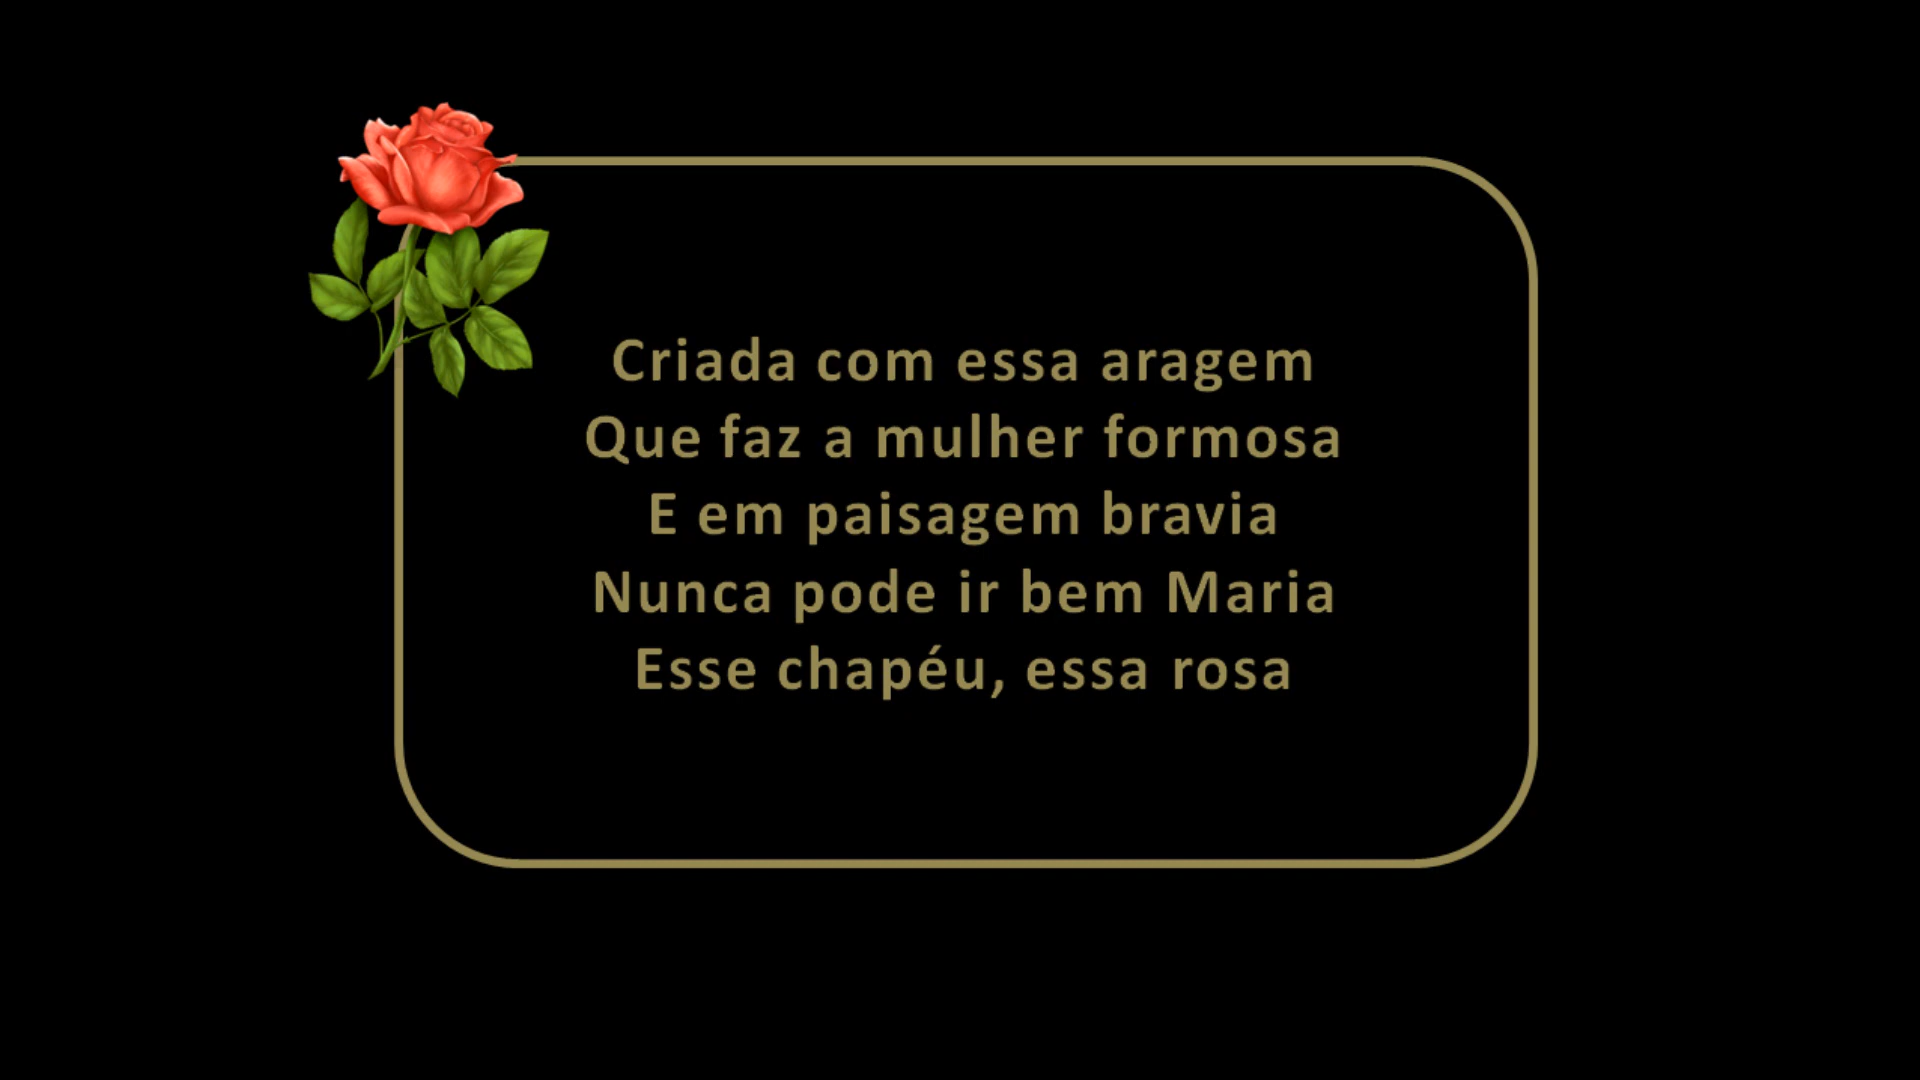 Criada com essa aragem
Que faz a mulher formosa
E em paisagem bravia
Nunca pode ir bem Maria
Esse chapéu, essa rosa